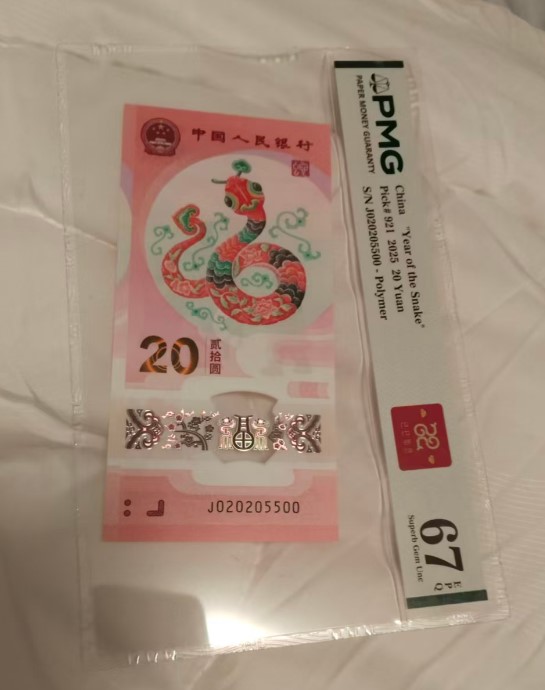 中国人民银行
20
贰拾圆
J020205500
PMG
PAPER MONEY GUARANTY
China "Year of the Snake"
Pick# 921 2025 20 Yuan
S/N J020205500 - Polymer
67 EPQ
Superb Gem Unc